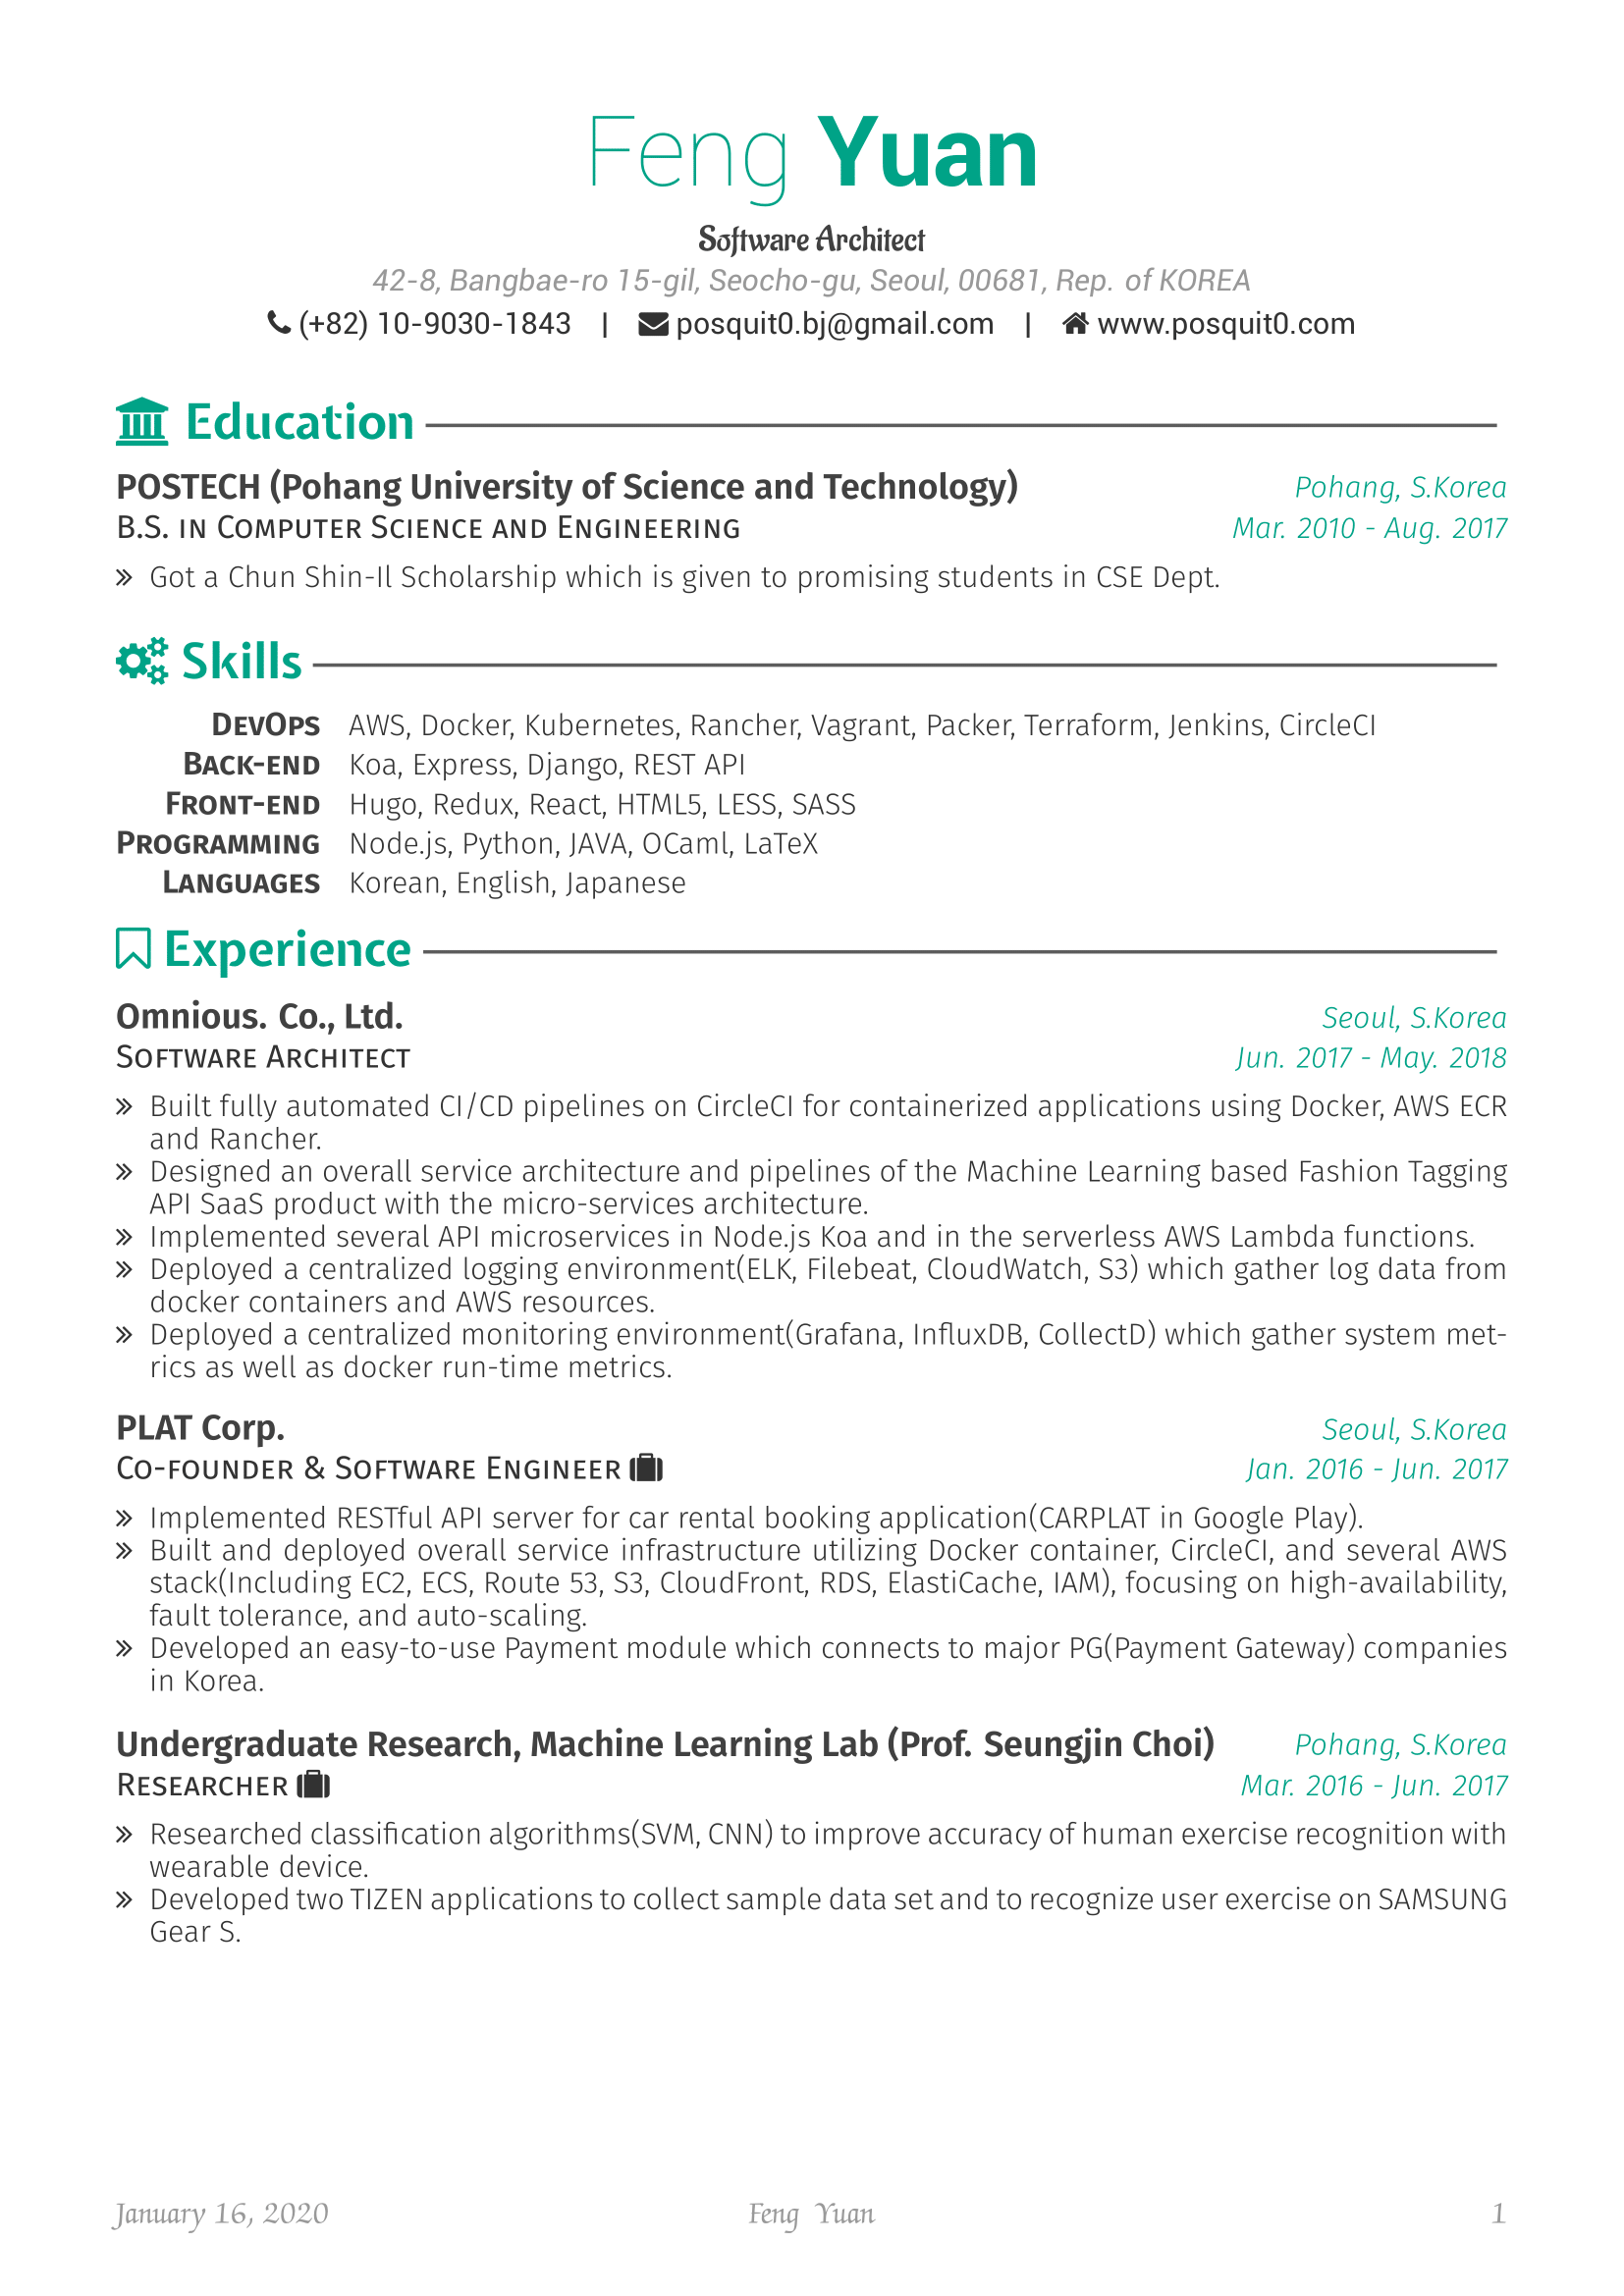 Feng Yuan
Software Architect
42-8, Bangbae-ro 15-gil, Seocho-gu, Seoul, 00681, Rep. of KOREA
(+82) 10-9030-1843 | posquit0.bj@gmail.com | www.posquit0.com
Education
POSTECH (Pohang University of Science and Technology) Pohang, S.Korea
B.S. in Computer Science and Engineering Mar. 2010 - Aug. 2017
» Got a Chun Shin-Il Scholarship which is given to promising students in CSE Dept.
Skills
DevOps AWS, Docker, Kubernetes, Rancher, Vagrant, Packer, Terraform, Jenkins, CircleCI
Back-end Koa, Express, Django, REST API
Front-end Hugo, Redux, React, HTML5, LESS, SASS
Programming Node.js, Python, JAVA, OCaml, LaTeX
Languages Korean, English, Japanese
Experience
Omnious. Co., Ltd. Seoul, S.Korea
Software Architect Jun. 2017 - May. 2018
» Built fully automated CI/CD pipelines on CircleCI for containerized applications using Docker, AWS ECR
and Rancher.
» Designed an overall service architecture and pipelines of the Machine Learning based Fashion Tagging
API SaaS product with the micro-services architecture.
» Implemented several API microservices in Node.js Koa and in the serverless AWS Lambda functions.
» Deployed a centralized logging environment(ELK, Filebeat, CloudWatch, S3) which gather log data from
docker containers and AWS resources.
» Deployed a centralized monitoring environment(Grafana, InfluxDB, CollectD) which gather system met-
rics as well as docker run-time metrics.
PLAT Corp. Seoul, S.Korea
Co-founder & Software Engineer Jan. 2016 - Jun. 2017
» Implemented RESTful API server for car rental booking application(CARPLAT in Google Play).
» Built and deployed overall service infrastructure utilizing Docker container, CircleCI, and several AWS
stack(Including EC2, ECS, Route 53, S3, CloudFront, RDS, ElastiCache, IAM), focusing on high-availability,
fault tolerance, and auto-scaling.
» Developed an easy-to-use Payment module which connects to major PG(Payment Gateway) companies
in Korea.
Undergraduate Research, Machine Learning Lab (Prof. Seungjin Choi) Pohang, S.Korea
Researcher Mar. 2016 - Jun. 2017
» Researched classification algorithms(SVM, CNN) to improve accuracy of human exercise recognition with
wearable device.
» Developed two TIZEN applications to collect sample data set and to recognize user exercise on SAMSUNG
Gear S.
January 16, 2020 Feng Yuan 1